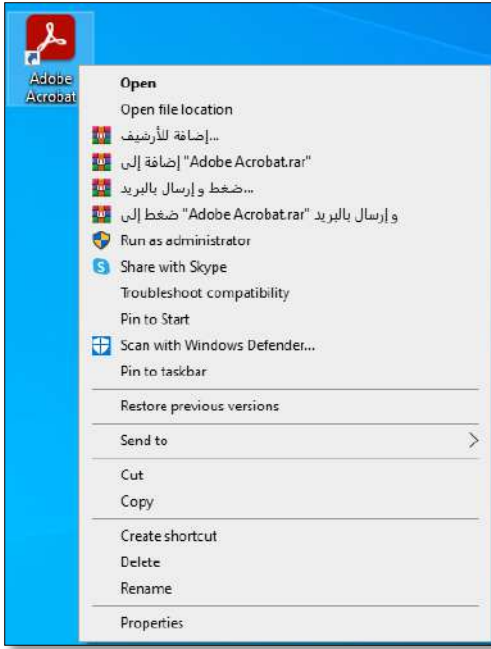 Adobe
Acrobat
Open
Open file location
إضافة للأرشيف...
إضافة إلى "Adobe Acrobat.rar"
ضغط و إرسال بالبريد...
ضغط إلى "Adobe Acrobat.rar" و إرسال بالبريد
Run as administrator
Share with Skype
Troubleshoot compatibility
Pin to Start
Scan with Windows Defender...
Pin to taskbar
Restore previous versions
Send to
Cut
Copy
Create shortcut
Delete
Rename
Properties